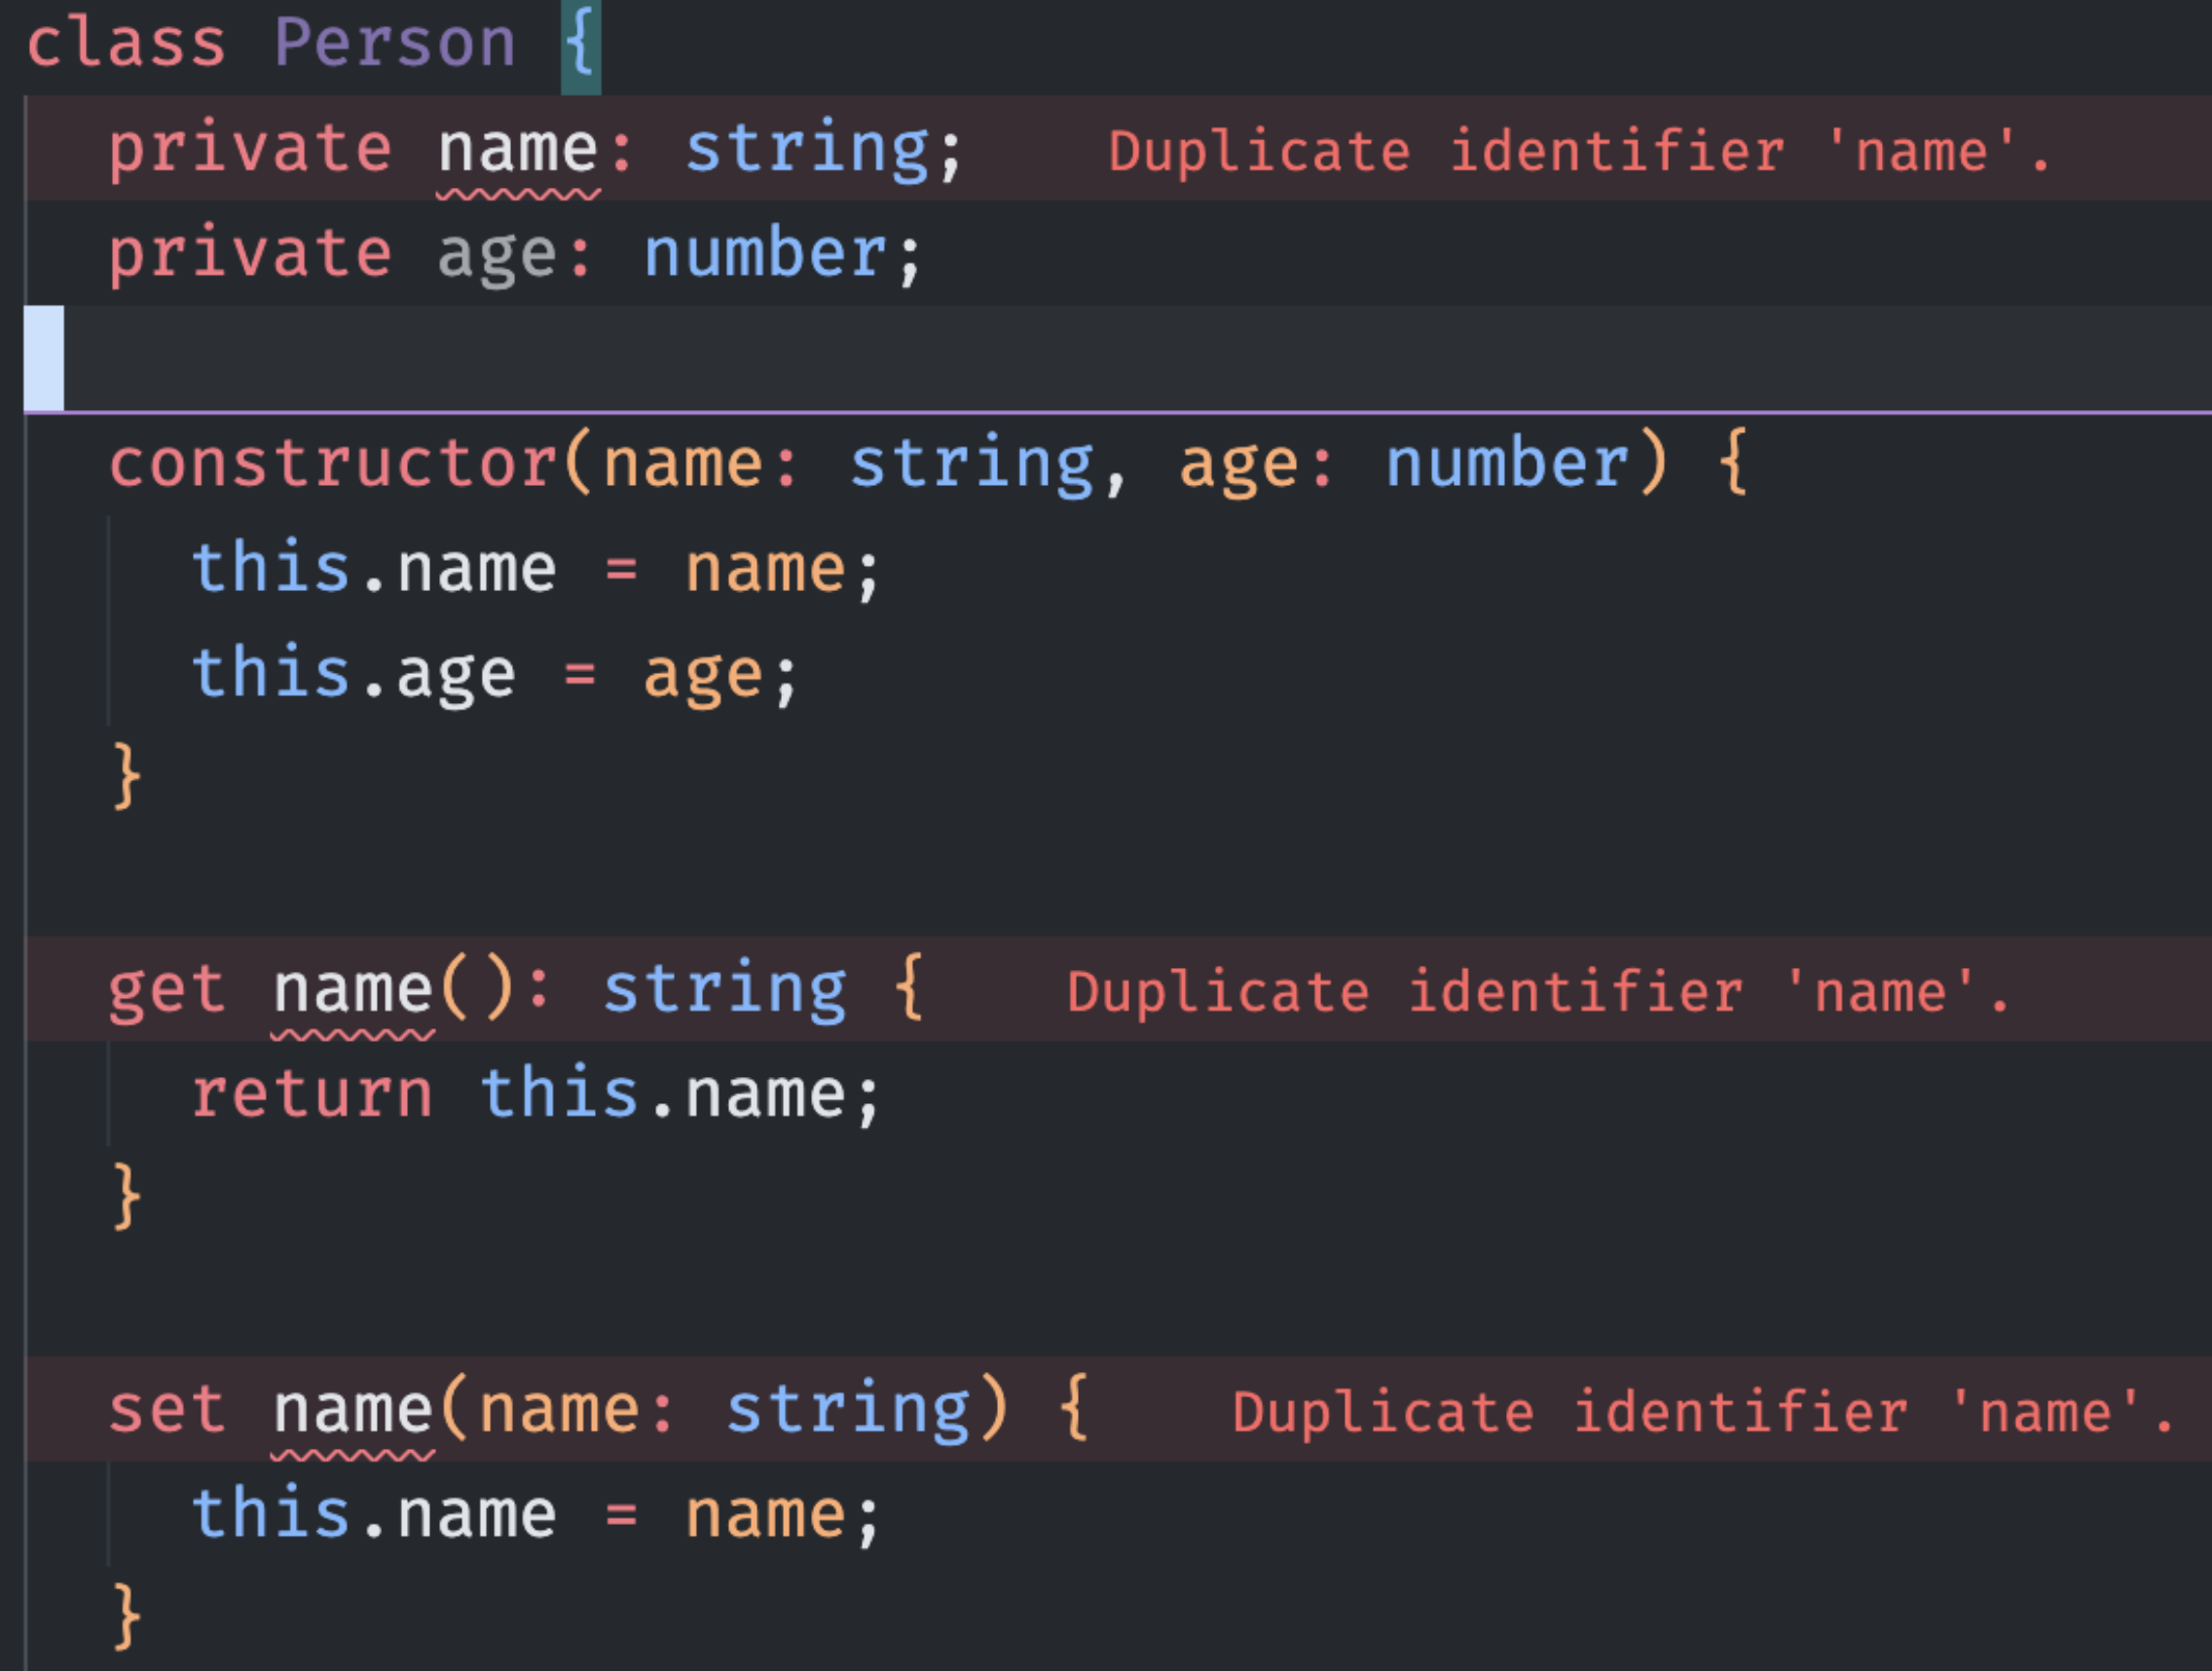 class Person {
private name: string; Duplicate identifier 'name'.
private age: number;
constructor(name: string, age: number) {
this.name = name;
this.age = age;
}
get name(): string { Duplicate identifier 'name'.
return this.name;
}
set name(name: string) { Duplicate identifier 'name'.
this.name = name;
}